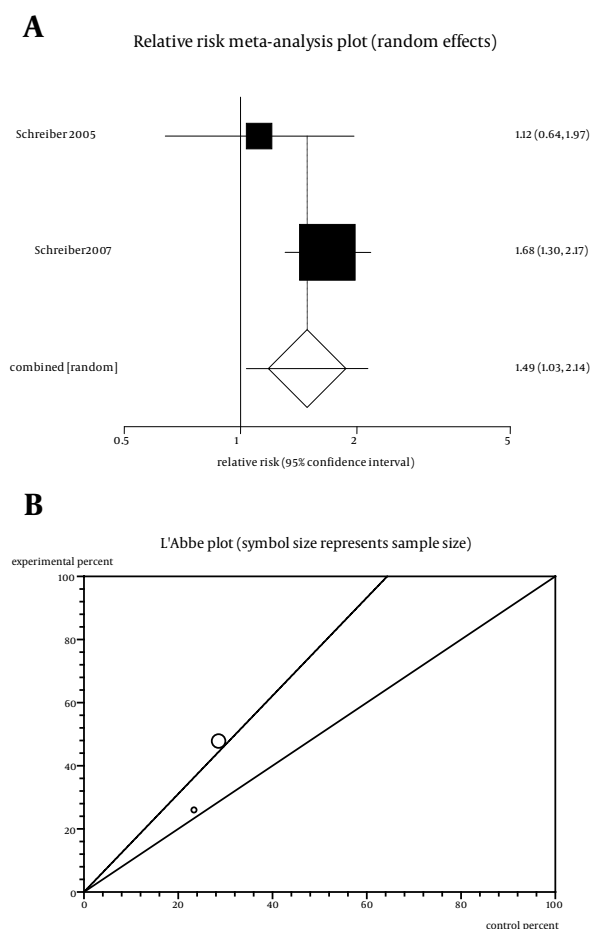 A
Relative risk meta-analysis plot (random effects)
Schreiber 2005
1.12 (0.64, 1.97)
Schreiber2007
1.68 (1.30, 2.17)
combined [random]
1.49 (1.03, 2.14)
0.5 1 2 5
relative risk (95% confidence interval)
B
L'Abbe plot (symbol size represents sample size)
experimental percent
100
80
60
40
20
0
0 20 40 60 80 100
control percent